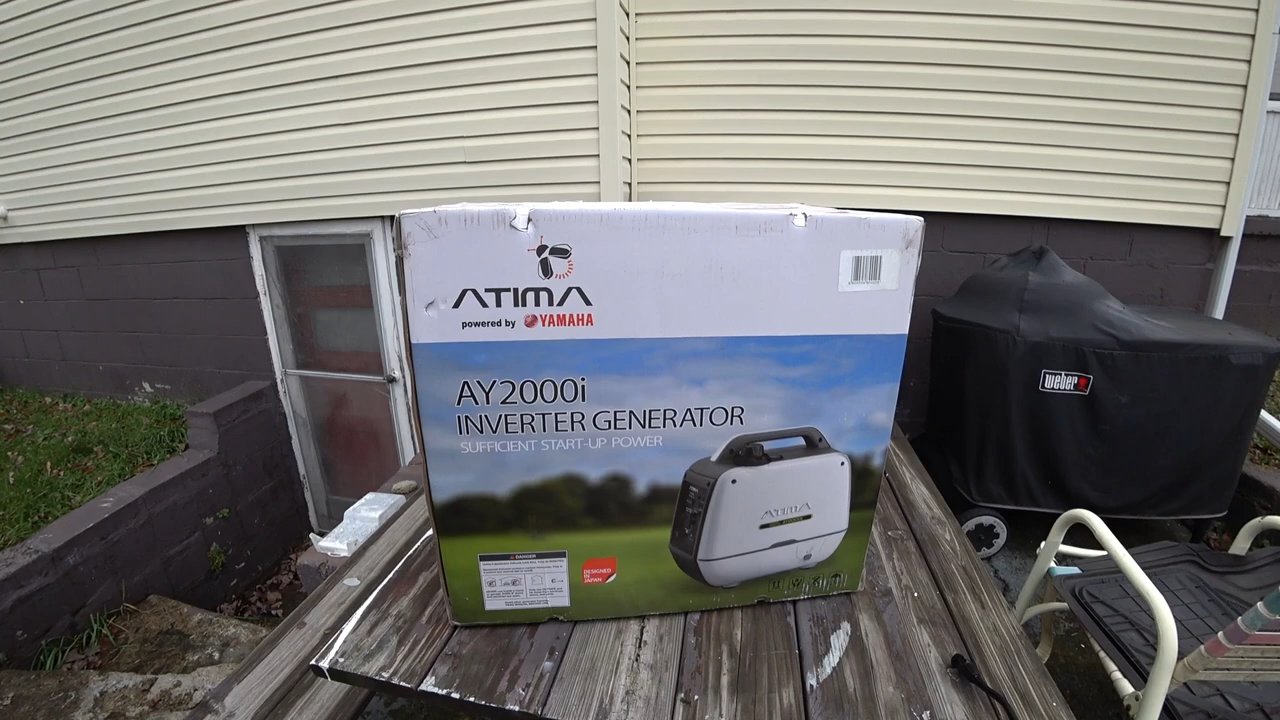 ATIMA
powered by YAMAHA
AY2000i
INVERTER GENERATOR
SUFFICIENT START-UP POWER
ATIMA
DANGER
DESIGNED
IN
JAPAN
weber